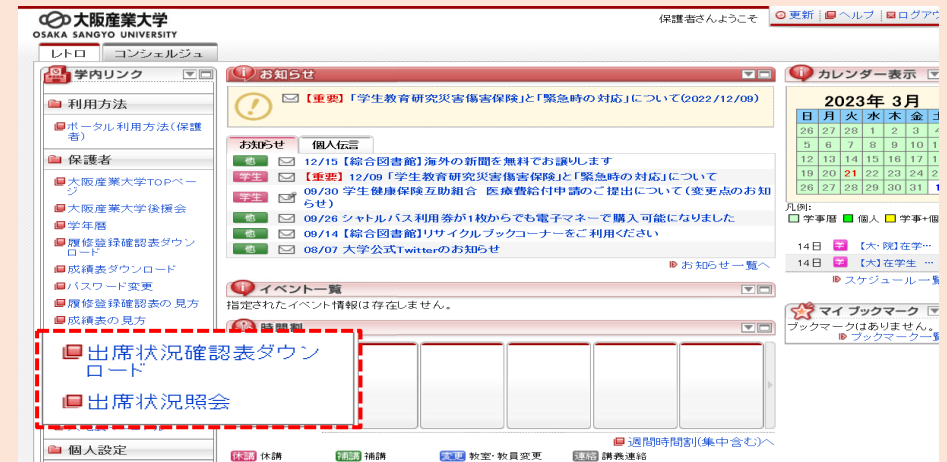 大阪産業大学
OSAKA SANGYO UNIVERSITY
保護者さんようこそ
更新 ヘルプ ログアウ
レトロ コンシェルジュ
学内リンク
利用方法
ポータル利用方法(保護
者)
保護者
大阪産業大学TOPペー
ジ
大阪産業大学後援会
学年暦
履修登録確認表ダウン
ロード
成績表ダウンロード
パスワード変更
履修登録確認表の見方
成績表の見方
出席状況確認表ダウン
ロード
出席状況照会
個人設定
お知らせ
【重要】「学生教育研究災害傷害保険」と「緊急時の対応」について(2022/12/09)
お知らせ 個人伝言
他 12/15【綜合図書館】海外の新聞を無料でお譲りします
学生 【重要】12/09「学生教育研究災害傷害保険」と「緊急時の対応」について
学生 09/30 学生健康保険互助組合 医療費給付申請のご提出について(変更点のお知
らせ)
他 09/26 シャトルバス利用券が1枚からでも電子マネーで購入可能になりました
他 09/14【綜合図書館】リサイクルブックコーナーをご利用ください
他 08/07 大学公式Twitterのお知らせ
お知らせ一覧へ
イベント一覧
指定されたイベント情報は存在しません。
時間割
週間時間割(集中含む)へ
休講 休講 補講 補講 変更 教室・教員変更 連絡 講義連絡
カレンダー表示
2023年 3月
日 月 火 水 木 金 土
26 27 28 1 2 3 4
5 6 7 8 9 10 1
12 13 14 15 16 17 1
19 20 21 22 23 24 2
26 27 28 29 30 31 1
凡例:
学事暦 個人 学事+個
14日 学 【大・院】在学…
14日 学 【大】在学生 …
スケジュール一覧
マイ ブックマーク
ブックマークはありません。
ブックマーク一覧